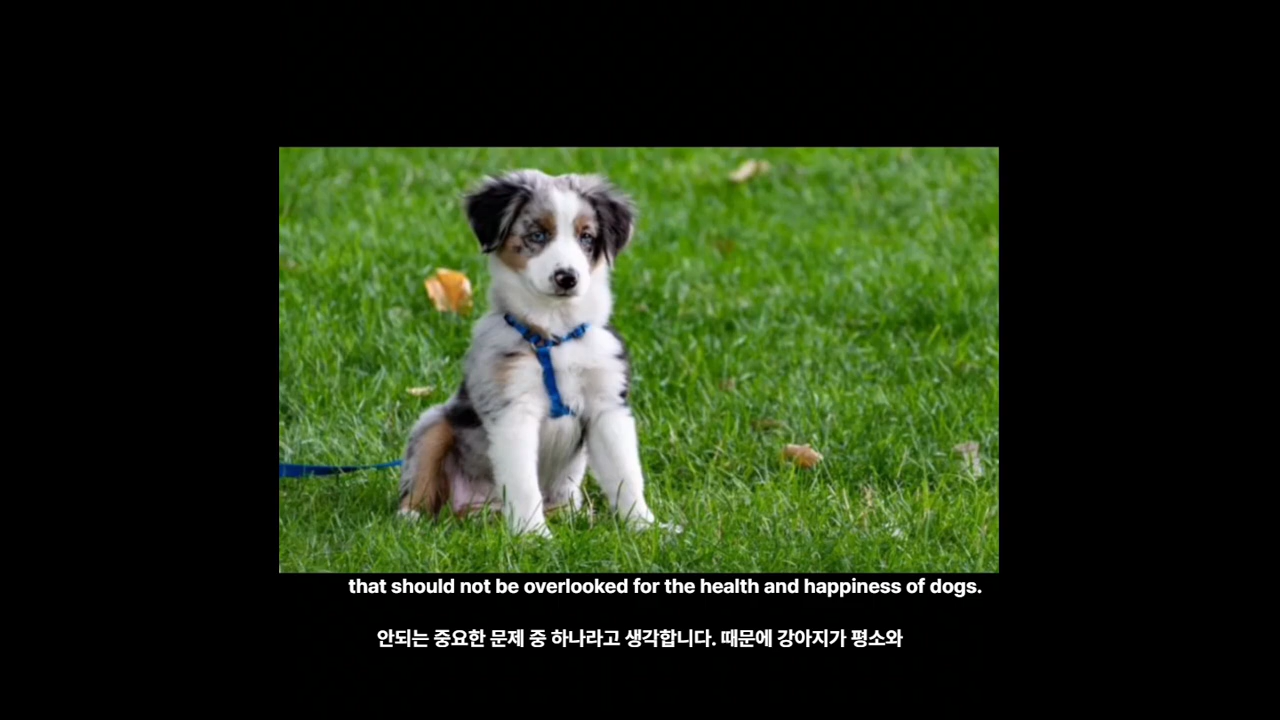 that should not be overlooked for the health and happiness of dogs.
안되는 중요한 문제 중 하나라고 생각합니다. 때문에 강아지가 평소와